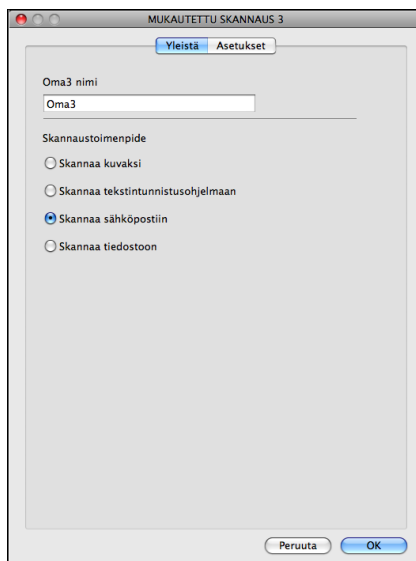 MUKAUTETTU SKANNAUS 3
Yleistä Asetukset
Oma3 nimi
Oma3
Skannaustoimenpide
Skannaa kuvaksi
Skannaa tekstintunnistusohjelmaan
Skannaa sähköpostiin
Skannaa tiedostoon
Peruuta OK